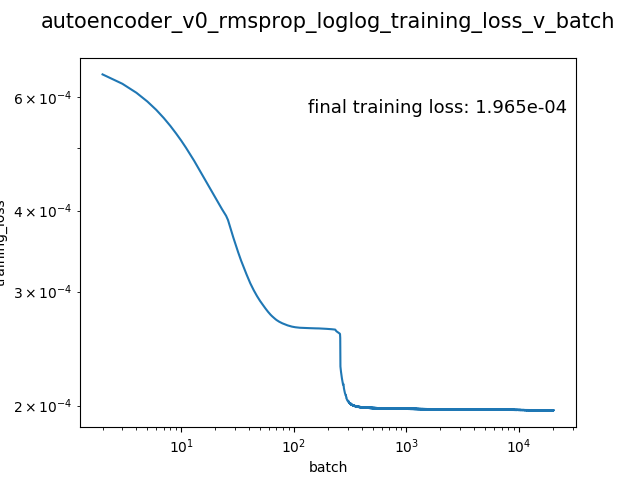 autoencoder_v0_rmsprop_loglog_training_loss_v_batch
final training loss: 1.965e-04
6 × 10⁻⁴
4 × 10⁻⁴
3 × 10⁻⁴
2 × 10⁻⁴
training_loss
10¹ 10² 10³ 10⁴
batch